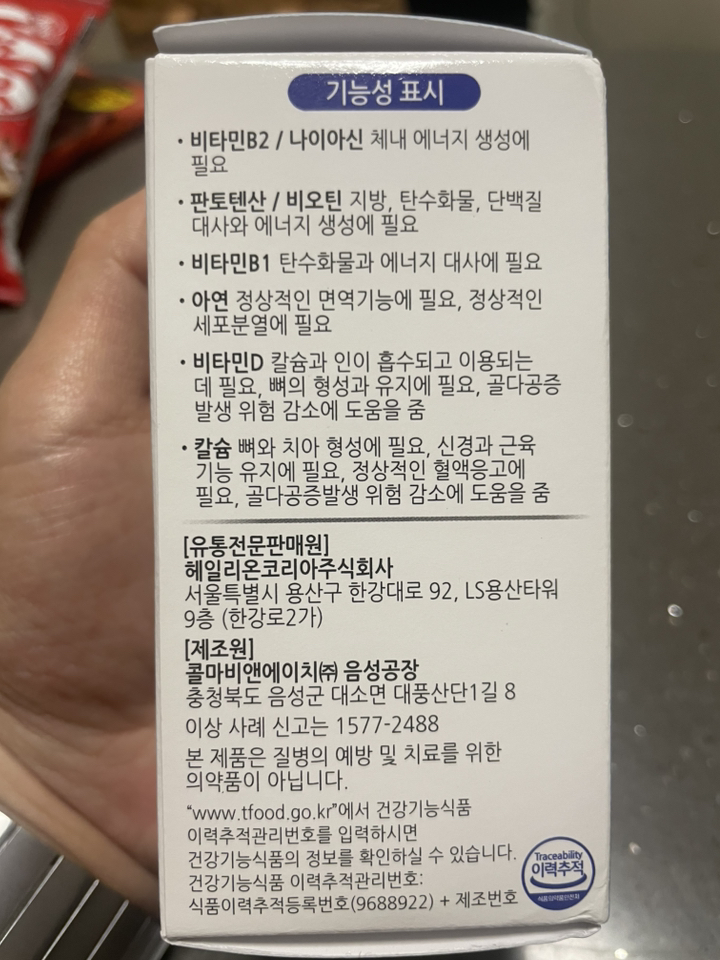 기능성 표시
• 비타민B2 / 나이아신 체내 에너지 생성에
필요
• 판토텐산 / 비오틴 지방, 탄수화물, 단백질
대사와 에너지 생성에 필요
• 비타민B1 탄수화물과 에너지 대사에 필요
• 아연 정상적인 면역기능에 필요, 정상적인
세포분열에 필요
• 비타민D 칼슘과 인이 흡수되고 이용되는
데 필요, 뼈의 형성과 유지에 필요, 골다공증
발생 위험 감소에 도움을 줌
• 칼슘 뼈와 치아 형성에 필요, 신경과 근육
기능 유지에 필요, 정상적인 혈액응고에
필요, 골다공증발생 위험 감소에 도움을 줌
[유통전문판매원]
헤일리온코리아주식회사
서울특별시 용산구 한강대로 92, LS용산타워
9층 (한강로2가)
[제조원]
콜마비앤에이치㈜ 음성공장
충청북도 음성군 대소면 대풍산단1길 8
이상 사례 신고는 1577-2488
본 제품은 질병의 예방 및 치료를 위한
의약품이 아닙니다.
“www.tfood.go.kr”에서 건강기능식품
이력추적관리번호를 입력하시면
건강기능식품의 정보를 확인하실 수 있습니다.
건강기능식품 이력추적관리번호:
식품이력추적등록번호(9688922) + 제조번호
Traceability
이력추적
식품의약품안전처